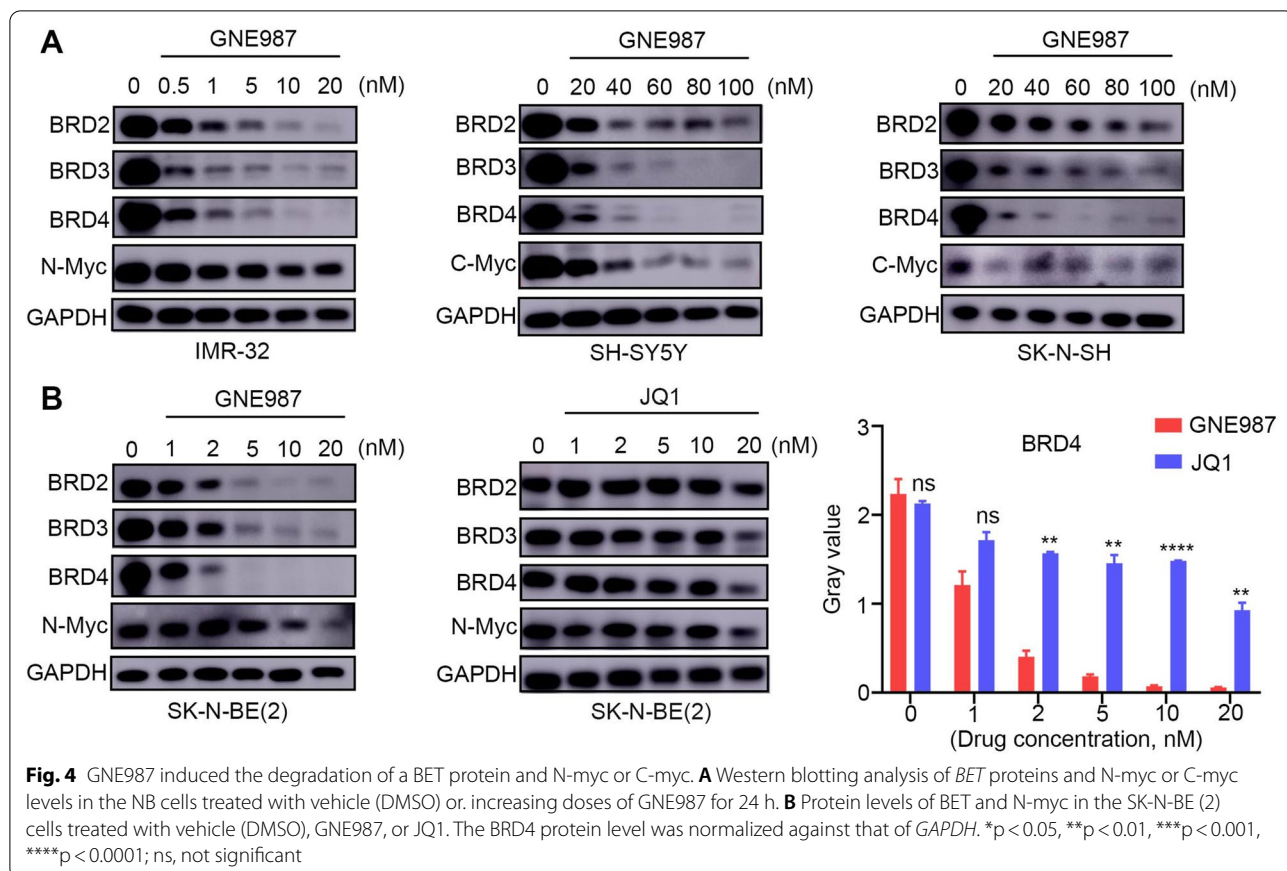 A
GNE987
0 0.5 1 5 10 20 (nM)
BRD2
BRD3
BRD4
N-Myc
GAPDH
IMR-32
GNE987
0 20 40 60 80 100 (nM)
BRD2
BRD3
BRD4
C-Myc
GAPDH
SH-SY5Y
GNE987
0 20 40 60 80 100 (nM)
BRD2
BRD3
BRD4
C-Myc
GAPDH
SK-N-SH
B
GNE987
0 1 2 5 10 20 (nM)
BRD2
BRD3
BRD4
N-Myc
GAPDH
SK-N-BE(2)
JQ1
0 1 2 5 10 20 (nM)
BRD2
BRD3
BRD4
N-Myc
GAPDH
SK-N-BE(2)
BRD4
GNE987
JQ1
Gray value
3
2
1
0
ns ns ** ** **** **
0 1 2 5 10 20
(Drug concentration, nM)
Fig. 4 GNE987 induced the degradation of a BET protein and N-myc or C-myc. A Western blotting analysis of BET proteins and N-myc or C-myc
levels in the NB cells treated with vehicle (DMSO) or. increasing doses of GNE987 for 24 h. B Protein levels of BET and N-myc in the SK-N-BE (2)
cells treated with vehicle (DMSO), GNE987, or JQ1. The BRD4 protein level was normalized against that of GAPDH. *p < 0.05, **p < 0.01, ***p < 0.001,
****p < 0.0001; ns, not significant